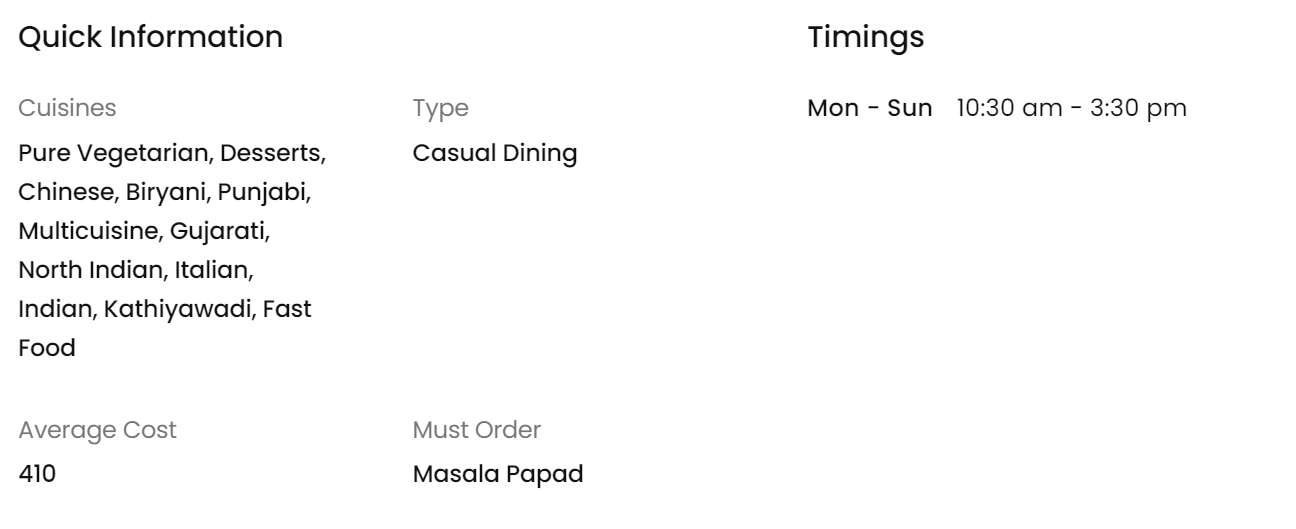 Quick Information
Cuisines
Pure Vegetarian, Desserts,
Chinese, Biryani, Punjabi,
Multicuisine, Gujarati,
North Indian, Italian,
Indian, Kathiyawadi, Fast
Food
Type
Casual Dining
Average Cost
410
Must Order
Masala Papad
Timings
Mon - Sun 10:30 am - 3:30 pm